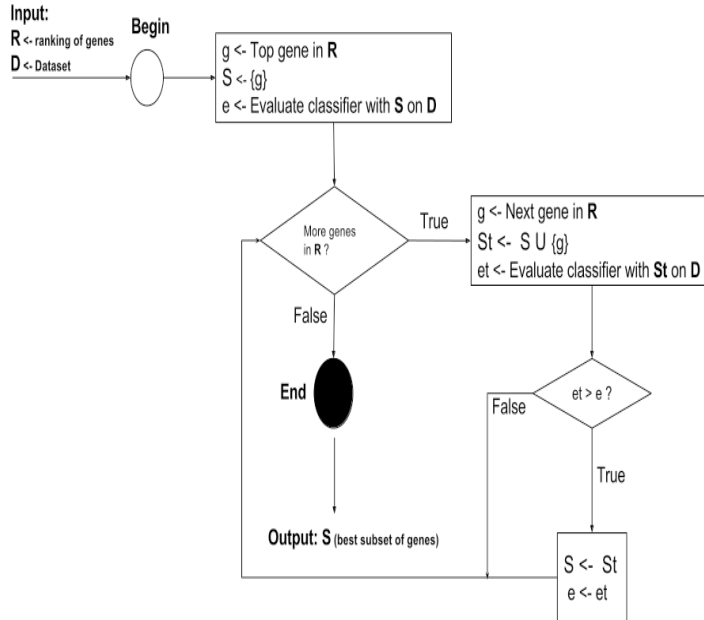 Input:
R <- ranking of genes
D <- Dataset
Begin
g <- Top gene in R
S <- {g}
e <- Evaluate classifier with S on D
More genes
in R ?
True
g <- Next gene in R
St <- S U {g}
et <- Evaluate classifier with St on D
False
End
et > e ?
False
True
Output: S (best subset of genes)
S <- St
e <- et